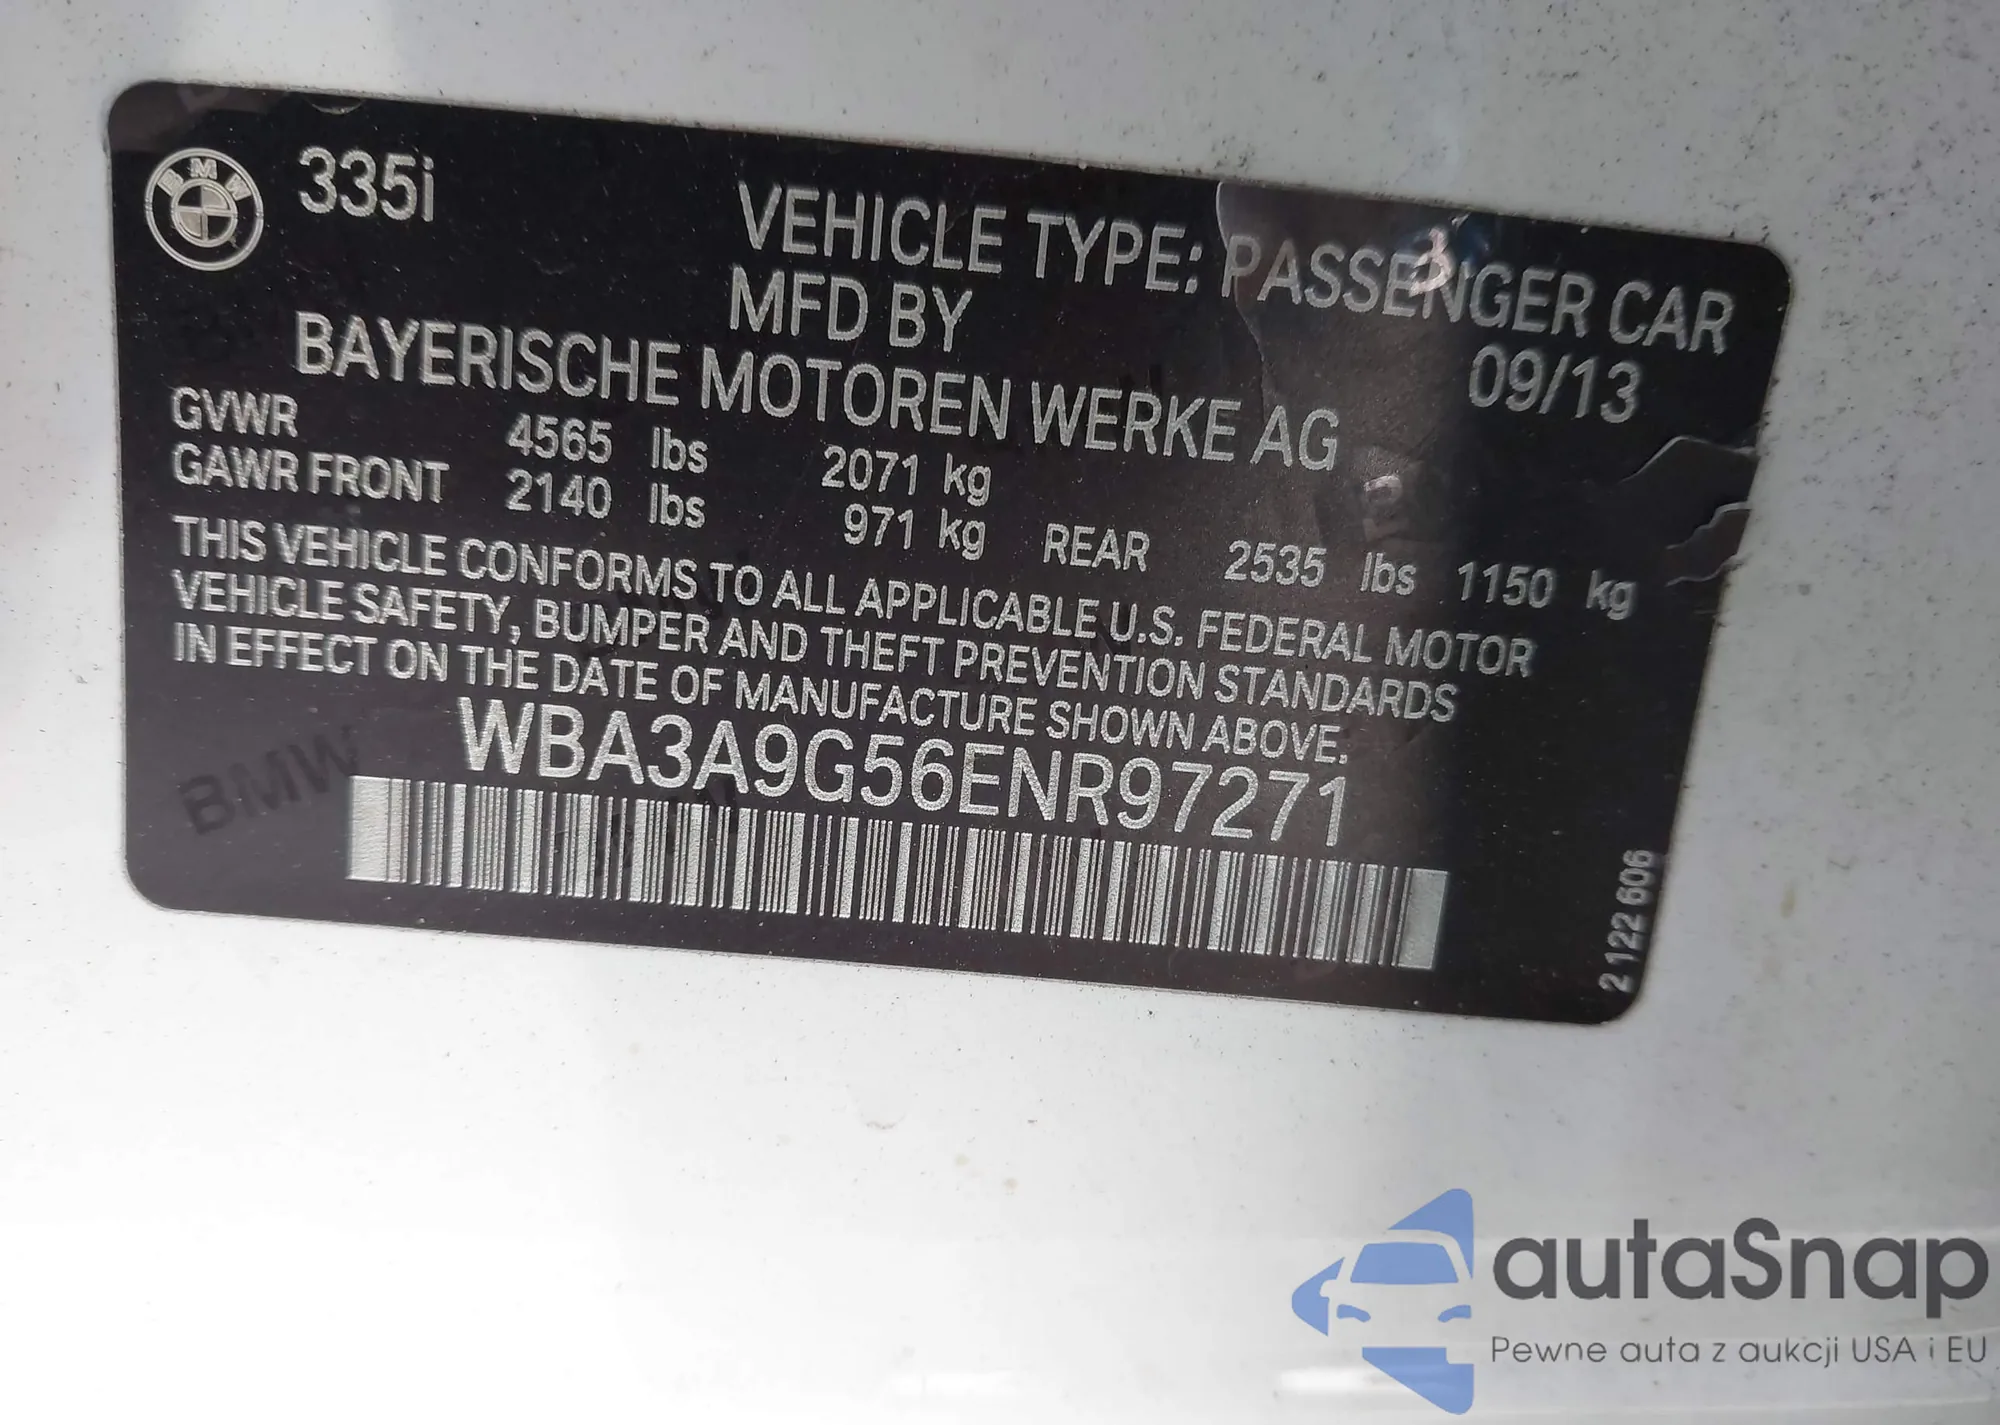 BMW 335i
VEHICLE TYPE: PASSENGER CAR
MFD BY 09/13
BAYERISCHE MOTOREN WERKE AG
GVWR 4565 lbs 2071 kg
GAWR FRONT 2140 lbs 971 kg REAR 2535 lbs 1150 kg
THIS VEHICLE CONFORMS TO ALL APPLICABLE U.S. FEDERAL MOTOR
VEHICLE SAFETY, BUMPER AND THEFT PREVENTION STANDARDS
IN EFFECT ON THE DATE OF MANUFACTURE SHOWN ABOVE.
WBA3A9G56ENR97271
2 122 606
BMW
autaSnap
Pewne auta z aukcji USA i EU